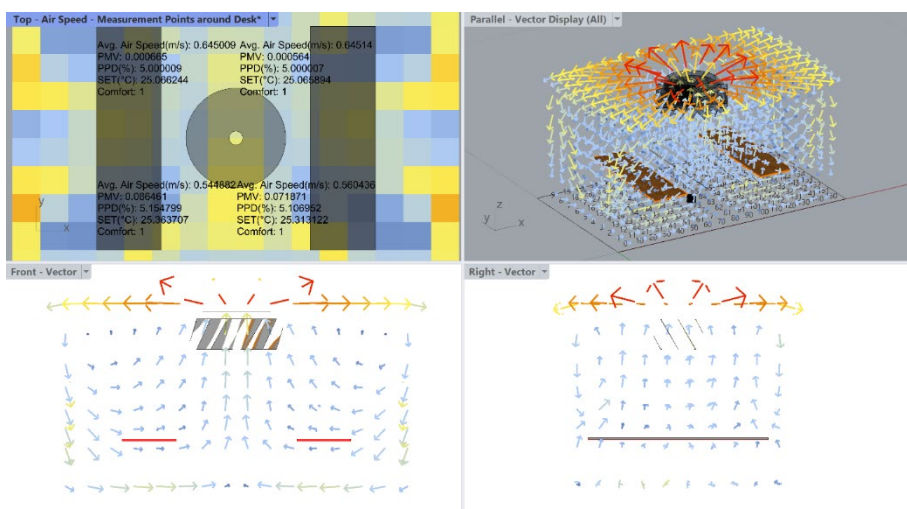 Top - Air Speed - Measurement Points around Desk*
Avg. Air Speed(m/s): 0.645009
PMV: 0.000665
PPD(%): 5.000009
SET(°C): 25.066244
Comfort: 1
Avg. Air Speed(m/s): 0.64514
PMV: 0.000564
PPD(%): 5.000007
SET(°C): 25.065894
Comfort: 1
Avg. Air Speed(m/s): 0.544882
PMV: 0.086461
PPD(%): 5.154799
SET(°C): 25.363707
Comfort: 1
Avg. Air Speed(m/s): 0.560436
PMV: 0.071871
PPD(%): 5.106952
SET(°C): 25.313122
Comfort: 1
y
x
Parallel - Vector Display (All)
z
y
x
Front - Vector
Right - Vector